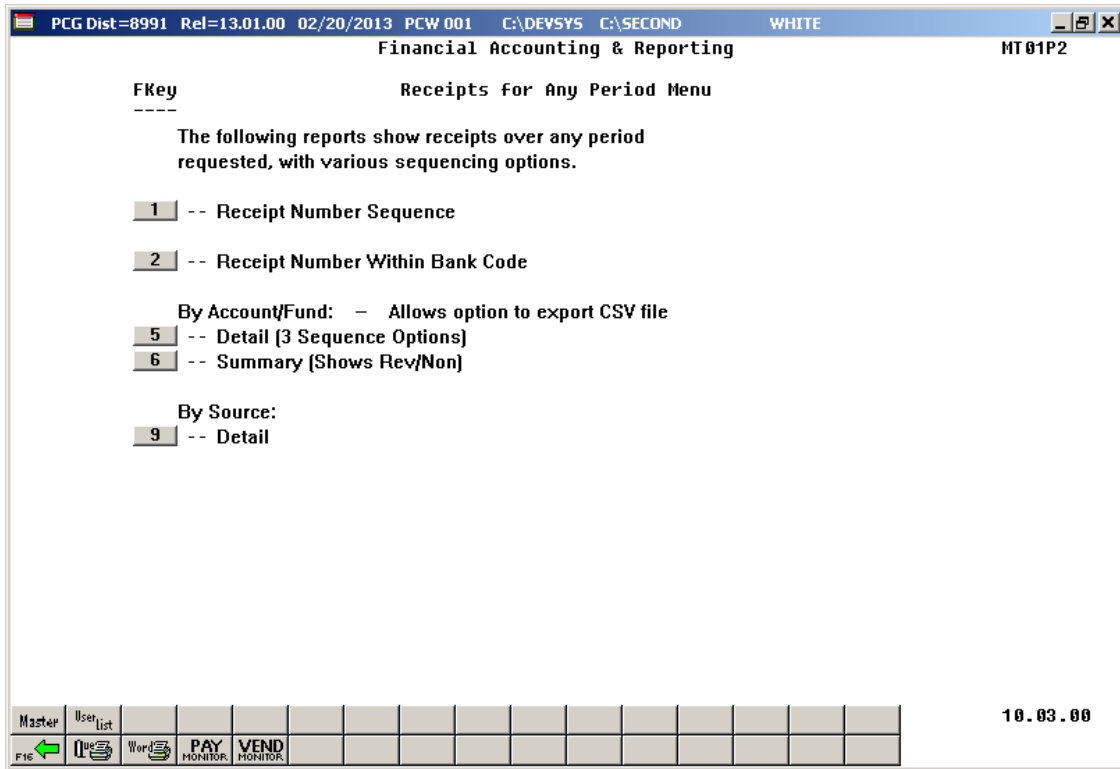 PCG Dist=8991 Rel=13.01.00 02/20/2013 PCW 001 C:\DEVSYS C:\SECOND WHITE
Financial Accounting & Reporting MT01P2
FKey Receipts for Any Period Menu
----
The following reports show receipts over any period
requested, with various sequencing options.
1 -- Receipt Number Sequence
2 -- Receipt Number Within Bank Code
By Account/Fund: – Allows option to export CSV file
5 -- Detail (3 Sequence Options)
6 -- Summary (Shows Rev/Non)
By Source:
9 -- Detail
Master User List 10.03.00
F16 Que Word PAY MONITOR VEND MONITOR